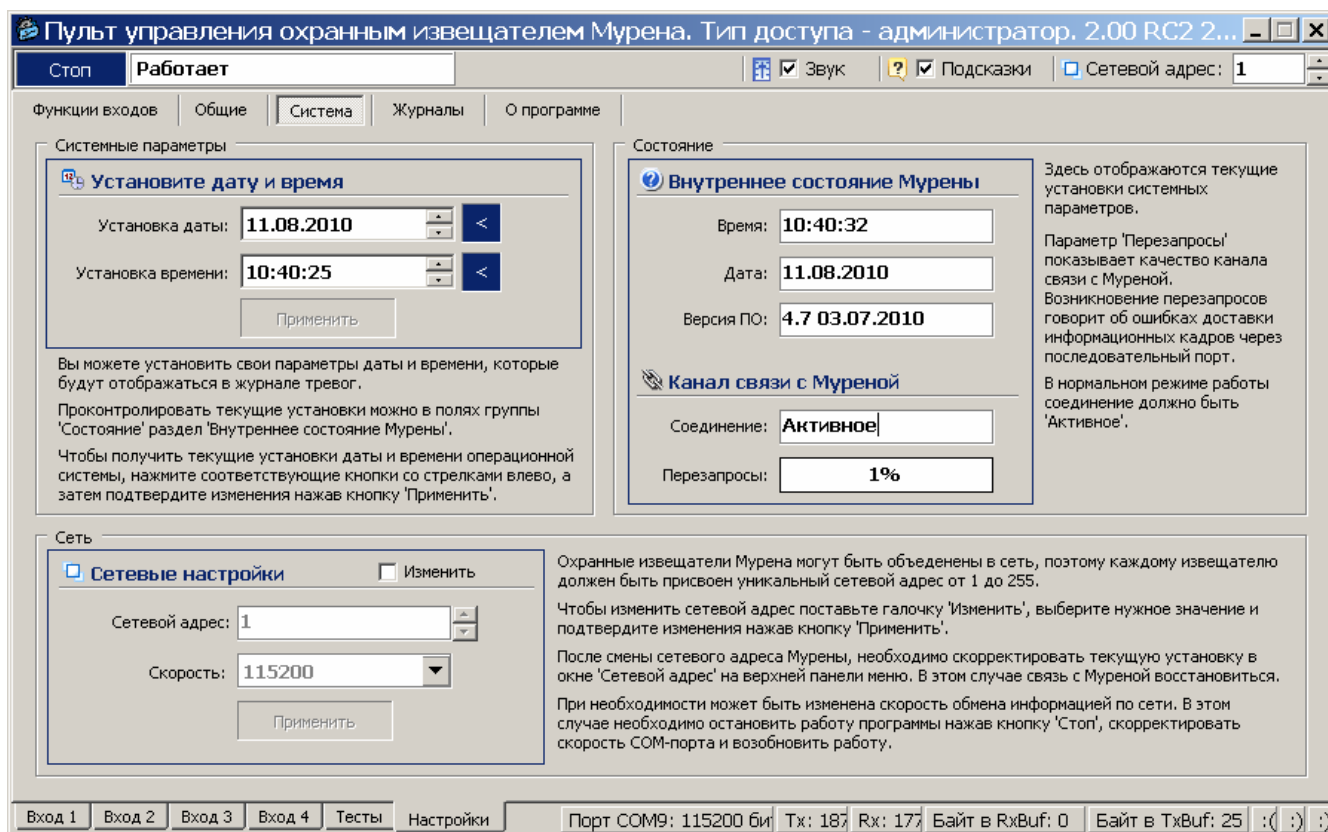 Пульт управления охранным извещателем Мурена. Тип доступа - администратор. 2.00 RC2 2...
Стоп Работает Звук Подсказки Сетевой адрес: 1
Функции входов Общие Система Журналы О программе
Системные параметры
Установите дату и время
Установка даты: 11.08.2010 <
Установка времени: 10:40:25 <
Применить
Вы можете установить свои параметры даты и времени, которые
будут отображаться в журнале тревог.
Проконтролировать текущие установки можно в полях группы
'Состояние' раздел 'Внутреннее состояние Мурены'.
Чтобы получить текущие установки даты и времени операционной
системы, нажмите соответствующие кнопки со стрелками влево, а
затем подтвердите изменения нажав кнопку 'Применить'.
Состояние
Внутреннее состояние Мурены
Время: 10:40:32
Дата: 11.08.2010
Версия ПО: 4.7 03.07.2010
Канал связи с Муреной
Соединение: Активное
Перезапросы: 1%
Здесь отображаются текущие
установки системных
параметров.
Параметр 'Перезапросы'
показывает качество канала
связи с Муреной.
Возникновение перезапросов
говорит об ошибках доставки
информационных кадров через
последовательный порт.
В нормальном режиме работы
соединение должно быть
'Активное'.
Сеть
Сетевые настройки Изменить
Сетевой адрес: 1
Скорость: 115200
Применить
Охранные извещатели Мурена могут быть объеденены в сеть, поэтому каждому извещателю
должен быть присвоен уникальный сетевой адрес от 1 до 255.
Чтобы изменить сетевой адрес поставьте галочку 'Изменить', выберите нужное значение и
подтвердите изменения нажав кнопку 'Применить'.
После смены сетевого адреса Мурены, необходимо скорректировать текущую установку в
окне 'Сетевой адрес' на верхней панели меню. В этом случае связь с Муреной восстановиться.
При необходимости может быть изменена скорость обмена информацией по сети. В этом
случае необходимо остановить работу программы нажав кнопку 'Стоп', скорректировать
скорость COM-порта и возобновить работу.
Вход 1 Вход 2 Вход 3 Вход 4 Тесты Настройки Порт COM9: 115200 би Tx: 187 Rx: 177 Байт в RxBuf: 0 Байт в TxBuf: 25 :( :) :)